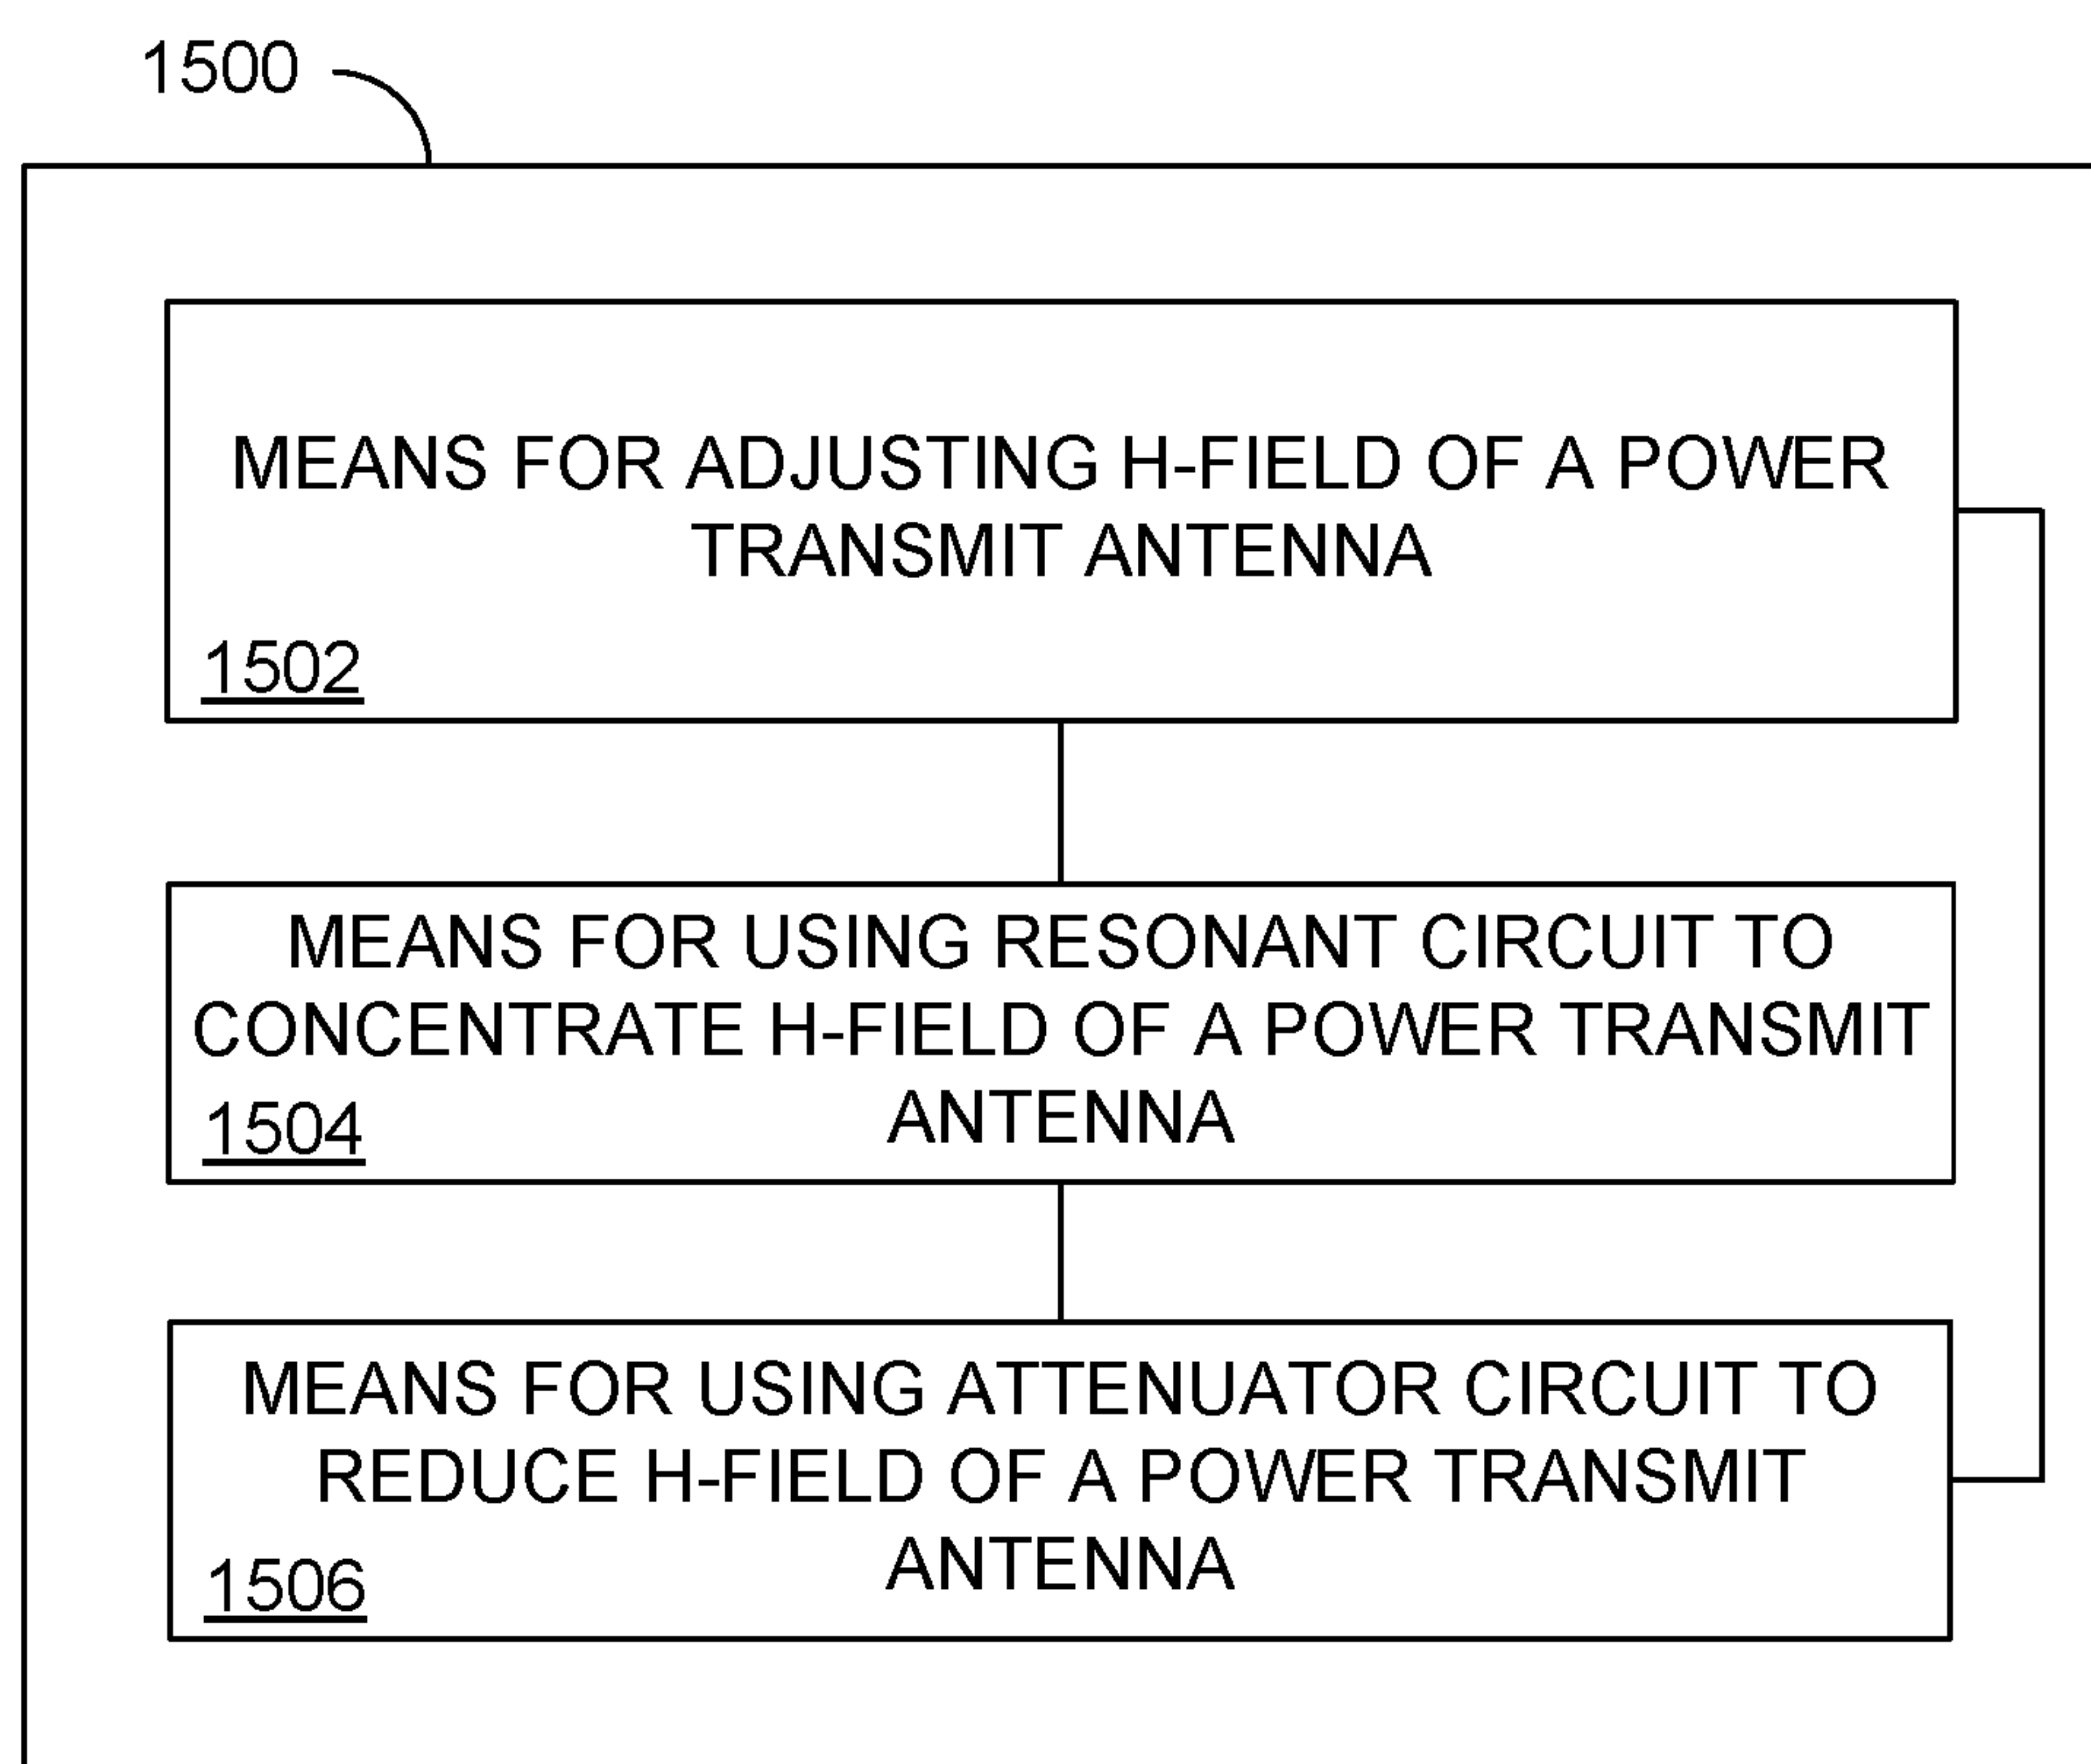 1500
MEANS FOR ADJUSTING H-FIELD OF A POWER
TRANSMIT ANTENNA
1502
MEANS FOR USING RESONANT CIRCUIT TO
CONCENTRATE H-FIELD OF A POWER TRANSMIT
ANTENNA
1504
MEANS FOR USING ATTENUATOR CIRCUIT TO
REDUCE H-FIELD OF A POWER TRANSMIT
ANTENNA
1506